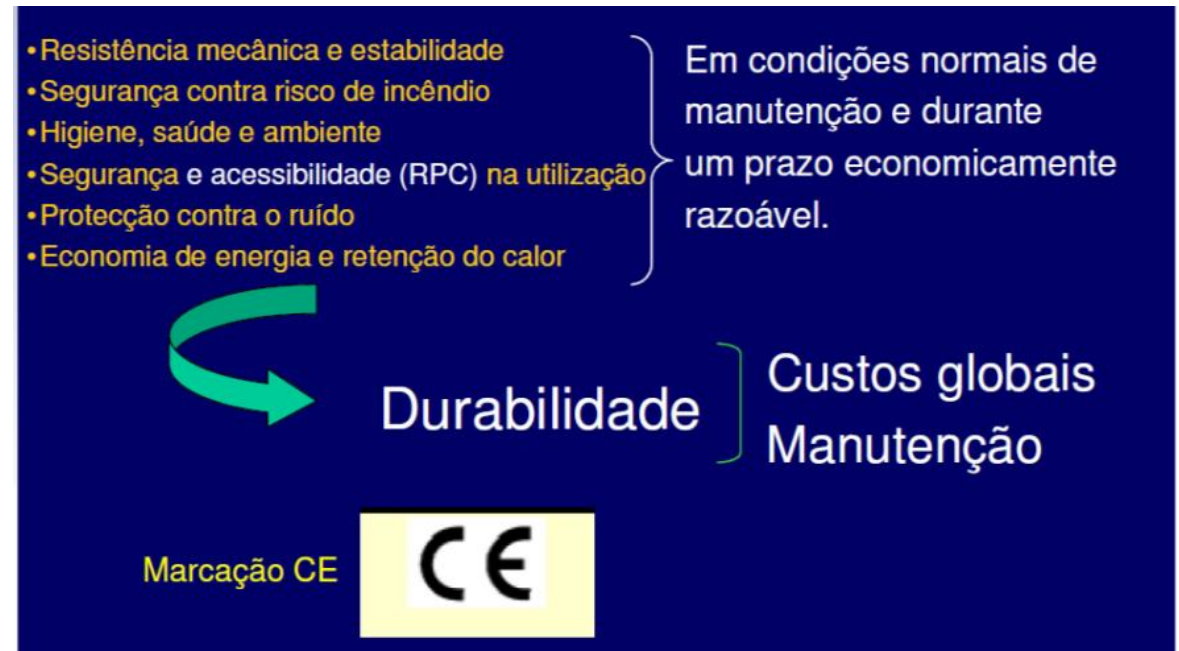 •Resistência mecânica e estabilidade
•Segurança contra risco de incêndio
•Higiene, saúde e ambiente
•Segurança e acessibilidade (RPC) na utilização
•Protecção contra o ruído
•Economia de energia e retenção do calor
Em condições normais de
manutenção e durante
um prazo economicamente
razoável.
Durabilidade
Custos globais
Manutenção
Marcação CE
CE